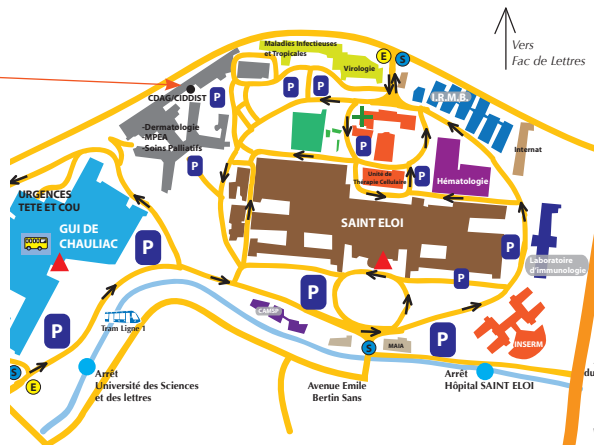 Vers
Fac de Lettres
Maladies Infectieuses
et Tropicales
Virologie
E
S
CDAG/CIDDIST
P
P
P
I.R.M.B.
-Dermatologie
-MPEA
-Soins Palliatifs
P
P
Internat
Unité de
Thérapie Cellulaire
P
Hématologie
URGENCES
TETE ET COU
GUI DE
CHAULIAC
P
SAINT ELOI
P
Laboratoire
d'immunologie
P
P
CAMSP
Tram Ligne 1
P
S
MAIA
P
INSERM
S
E
Arrêt
Université des Sciences
et des lettres
Avenue Emile
Bertin Sans
Arrêt
Hôpital SAINT ELOI
du